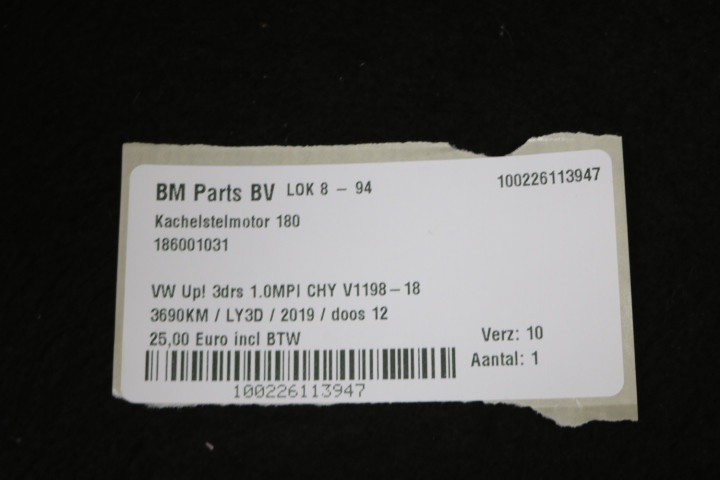 BM Parts BV LOK 8 - 94 100226113947
Kachelstelmotor 180
186001031
VW Up! 3drs 1.0MPI CHY V1198-18
3690KM / LY3D / 2019 / doos 12
25,00 Euro incl BTW Verz: 10
Aantal: 1
100226113947